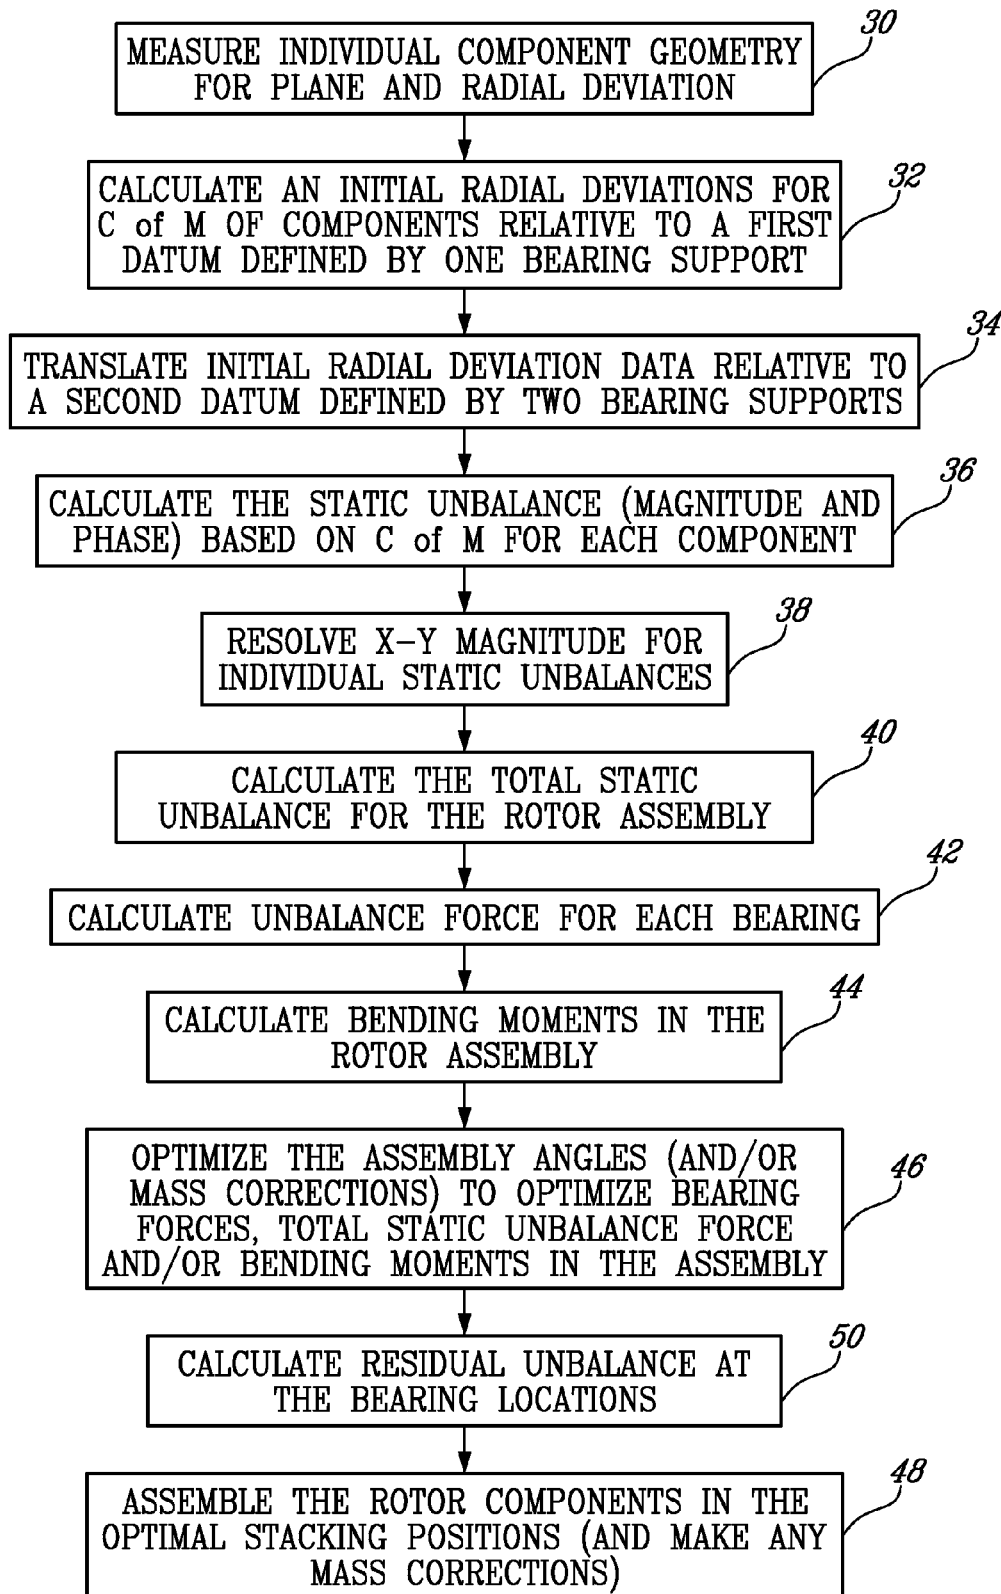 30
MEASURE INDIVIDUAL COMPONENT GEOMETRY
FOR PLANE AND RADIAL DEVIATION
32
CALCULATE AN INITIAL RADIAL DEVIATIONS FOR
C of M OF COMPONENTS RELATIVE TO A FIRST
DATUM DEFINED BY ONE BEARING SUPPORT
34
TRANSLATE INITIAL RADIAL DEVIATION DATA RELATIVE TO
A SECOND DATUM DEFINED BY TWO BEARING SUPPORTS
36
CALCULATE THE STATIC UNBALANCE (MAGNITUDE AND
PHASE) BASED ON C of M FOR EACH COMPONENT
38
RESOLVE X-Y MAGNITUDE FOR
INDIVIDUAL STATIC UNBALANCES
40
CALCULATE THE TOTAL STATIC
UNBALANCE FOR THE ROTOR ASSEMBLY
42
CALCULATE UNBALANCE FORCE FOR EACH BEARING
44
CALCULATE BENDING MOMENTS IN THE
ROTOR ASSEMBLY
46
OPTIMIZE THE ASSEMBLY ANGLES (AND/OR
MASS CORRECTIONS) TO OPTIMIZE BEARING
FORCES, TOTAL STATIC UNBALANCE FORCE
AND/OR BENDING MOMENTS IN THE ASSEMBLY
50
CALCULATE RESIDUAL UNBALANCE AT
THE BEARING LOCATIONS
48
ASSEMBLE THE ROTOR COMPONENTS IN THE
OPTIMAL STACKING POSITIONS (AND MAKE ANY
MASS CORRECTIONS)